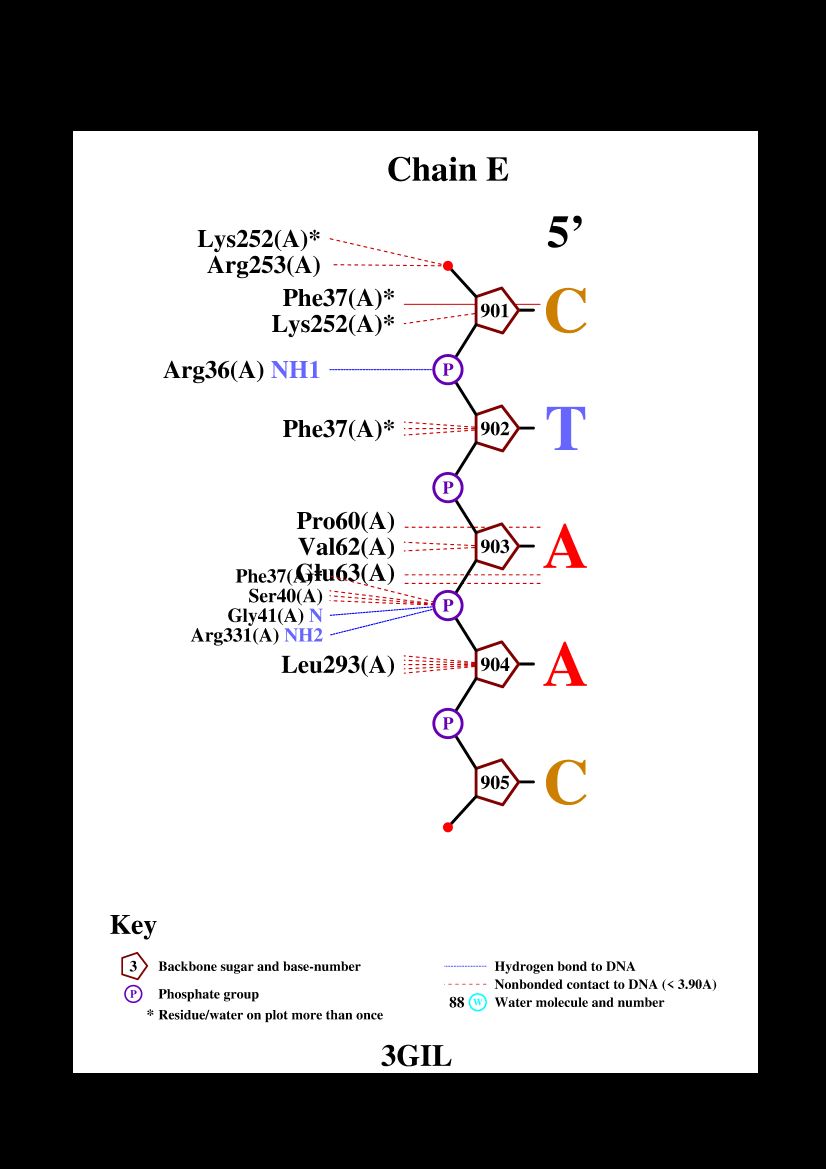 Chain E
5’
Lys252(A)*
Arg253(A)
Phe37(A)*
Lys252(A)*
901 C
P
Arg36(A) NH1
Phe37(A)*
902 T
P
Pro60(A)
Val62(A)
903 A
Glu63(A)
Phe37(A)*
Ser40(A)
P
Gly41(A) N
Arg331(A) NH2
Leu293(A)
904 A
P
905 C
Key
3 Backbone sugar and base-number
P Phosphate group
* Residue/water on plot more than once
Hydrogen bond to DNA
Nonbonded contact to DNA (< 3.90A)
88 W Water molecule and number
3GIL